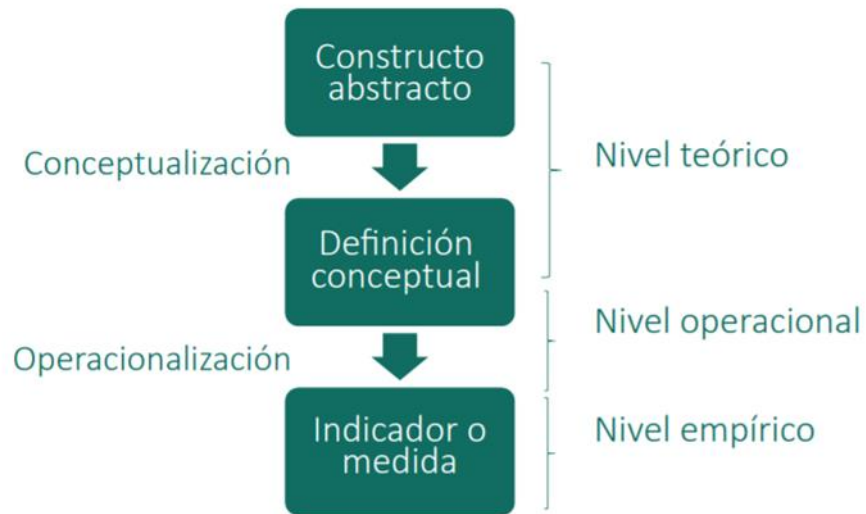 Constructo
abstracto
Conceptualización
Nivel teórico
Definición
conceptual
Nivel operacional
Operacionalización
Indicador o
medida
Nivel empírico